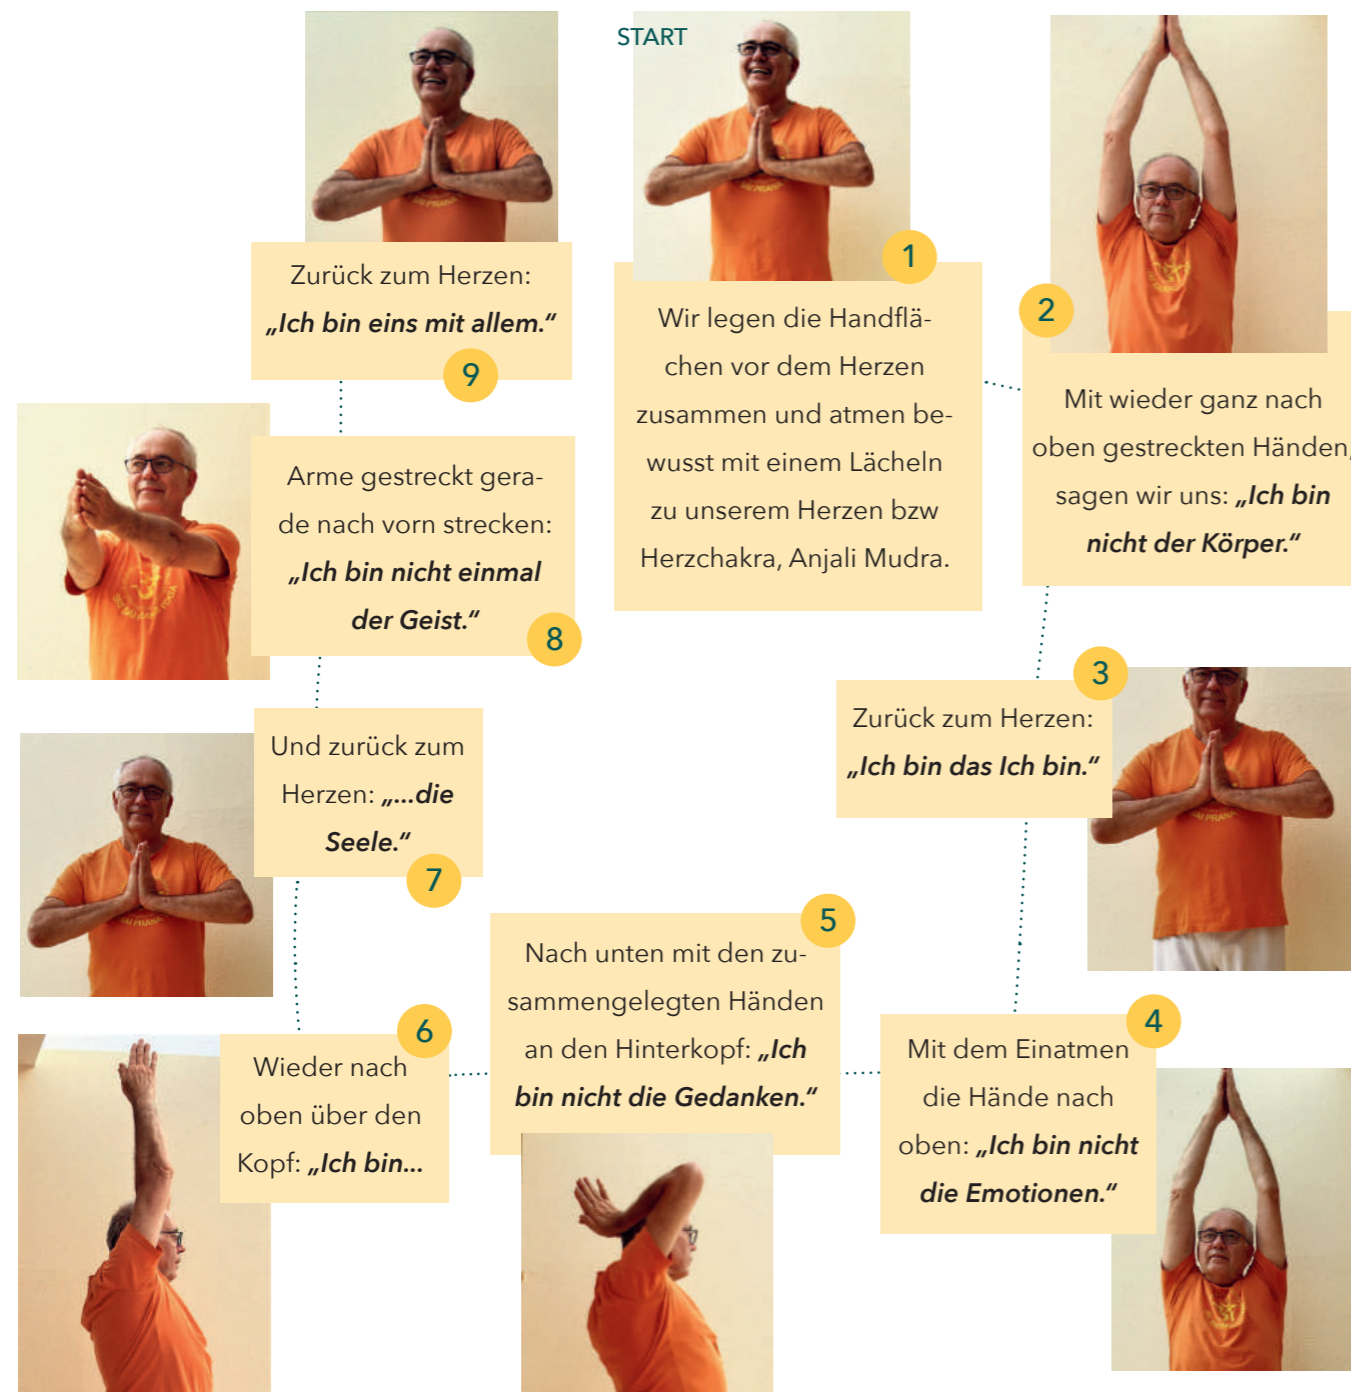 START
1
Wir legen die Handflä-
chen vor dem Herzen
zusammen und atmen be-
wusst mit einem Lächeln
zu unserem Herzen bzw
Herzchakra, Anjali Mudra.
2
Mit wieder ganz nach
oben gestreckten Händen,
sagen wir uns: „Ich bin
nicht der Körper.“
3
Zurück zum Herzen:
„Ich bin das Ich bin.“
4
Mit dem Einatmen
die Hände nach
oben: „Ich bin nicht
die Emotionen.“
5
Nach unten mit den zu-
sammengelegten Händen
an den Hinterkopf: „Ich
bin nicht die Gedanken.“
6
Wieder nach
oben über den
Kopf: „Ich bin...
7
Und zurück zum
Herzen: „...die
Seele.“
8
Arme gestreckt gera-
de nach vorn strecken:
„Ich bin nicht einmal
der Geist.“
9
Zurück zum Herzen:
„Ich bin eins mit allem.“